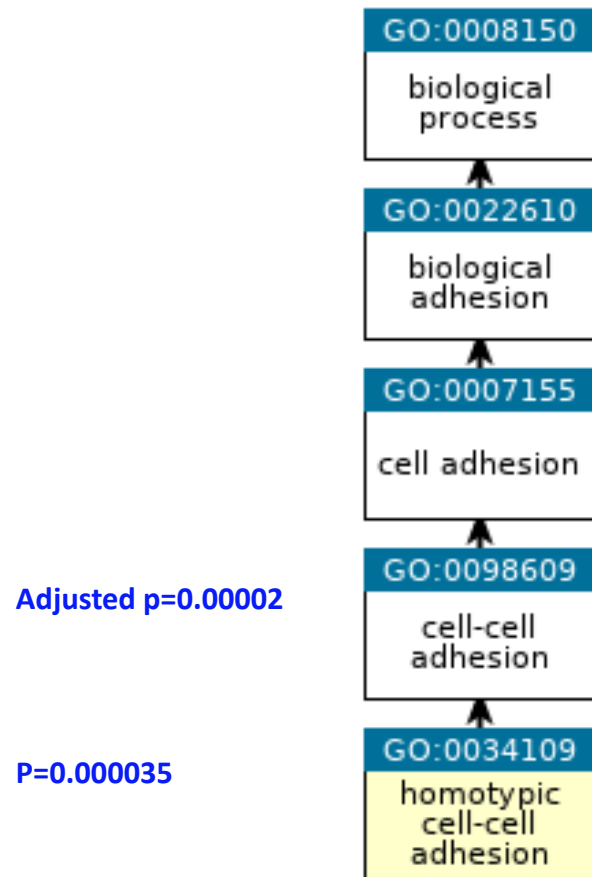 GO:0008150
biological
process
GO:0022610
biological
adhesion
GO:0007155
cell adhesion
Adjusted p=0.00002
GO:0098609
cell-cell
adhesion
P=0.000035
GO:0034109
homotypic
cell-cell
adhesion